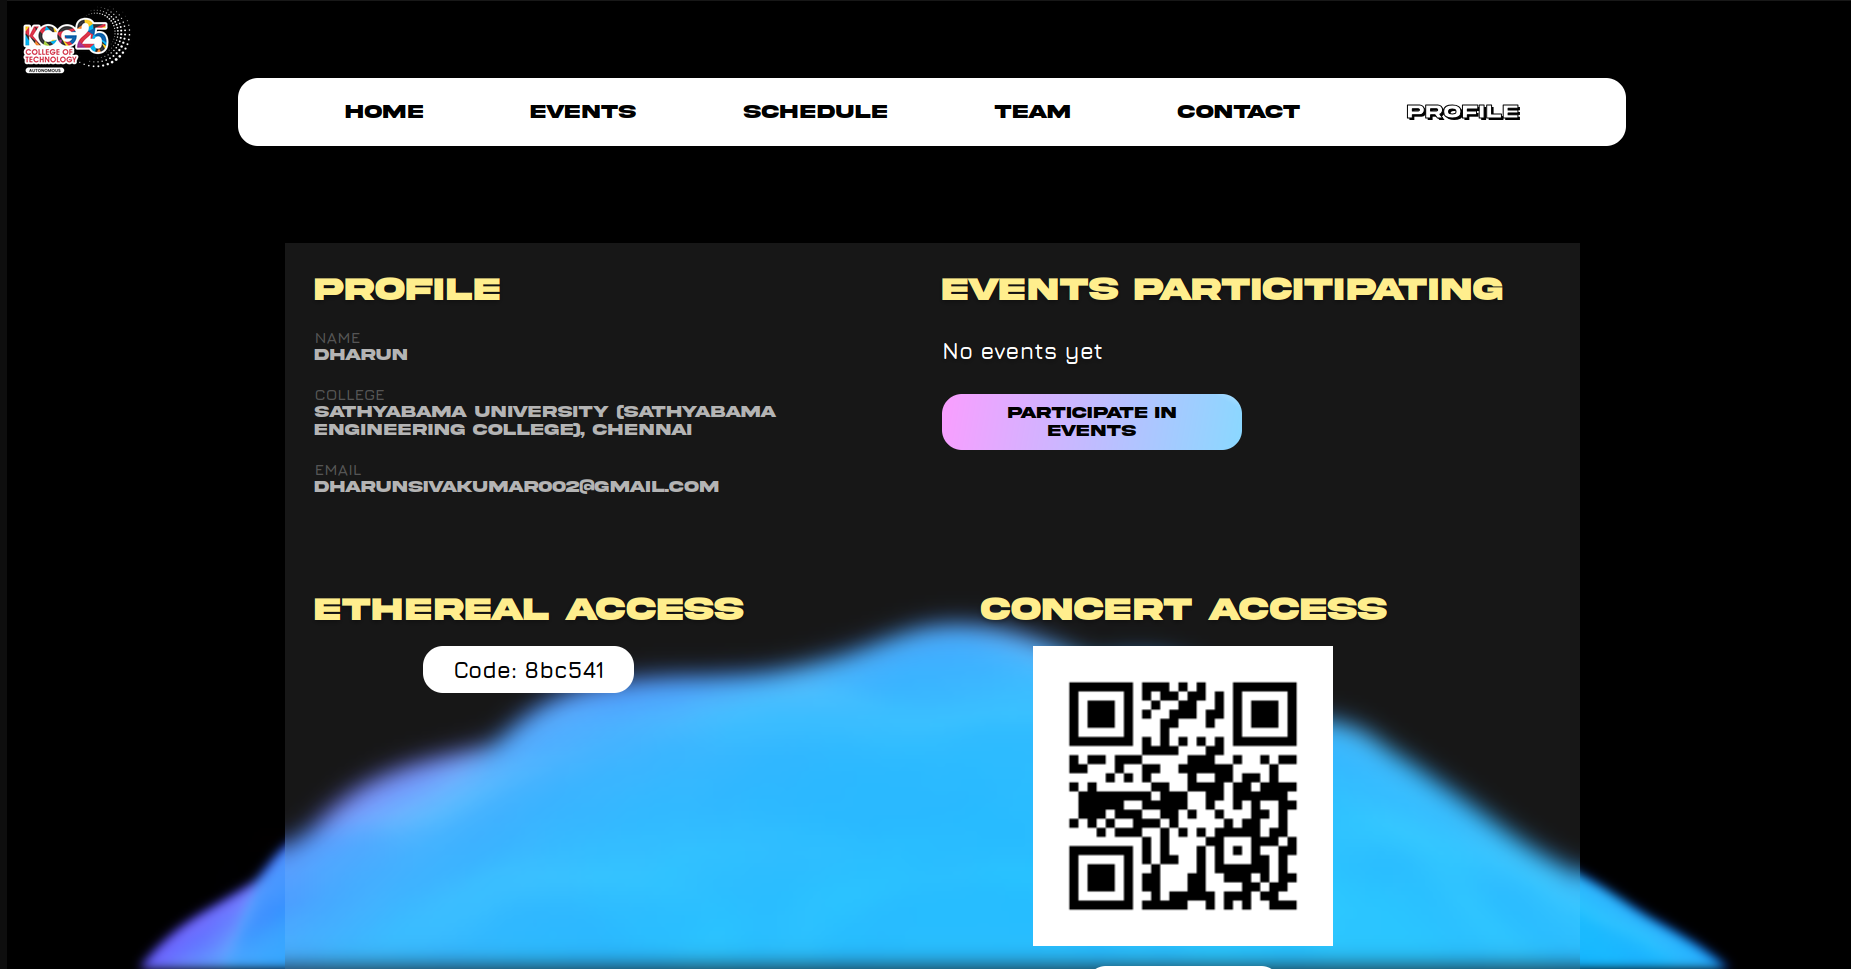 KCG25
COLLEGE OF
TECHNOLOGY
AUTONOMOUS
HOME EVENTS SCHEDULE TEAM CONTACT PROFILE
PROFILE
NAME
DHARUN
COLLEGE
SATHYABAMA UNIVERSITY (SATHYABAMA
ENGINEERING COLLEGE), CHENNAI
EMAIL
DHARUNSIVAKUMAR002@GMAIL.COM
EVENTS PARTICITIPATING
No events yet
PARTICIPATE IN
EVENTS
ETHEREAL ACCESS
Code: 8bc541
CONCERT ACCESS